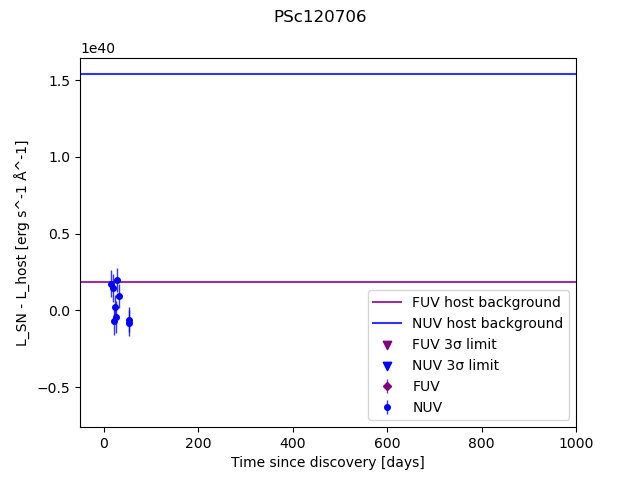 PSc120706
1e40
1.5
1.0
0.5
0.0
−0.5
0
200
400
600
800
1000
L_SN - L_host [erg s^-1 Å^-1]
Time since discovery [days]
FUV host background
NUV host background
FUV 3σ limit
NUV 3σ limit
FUV
NUV